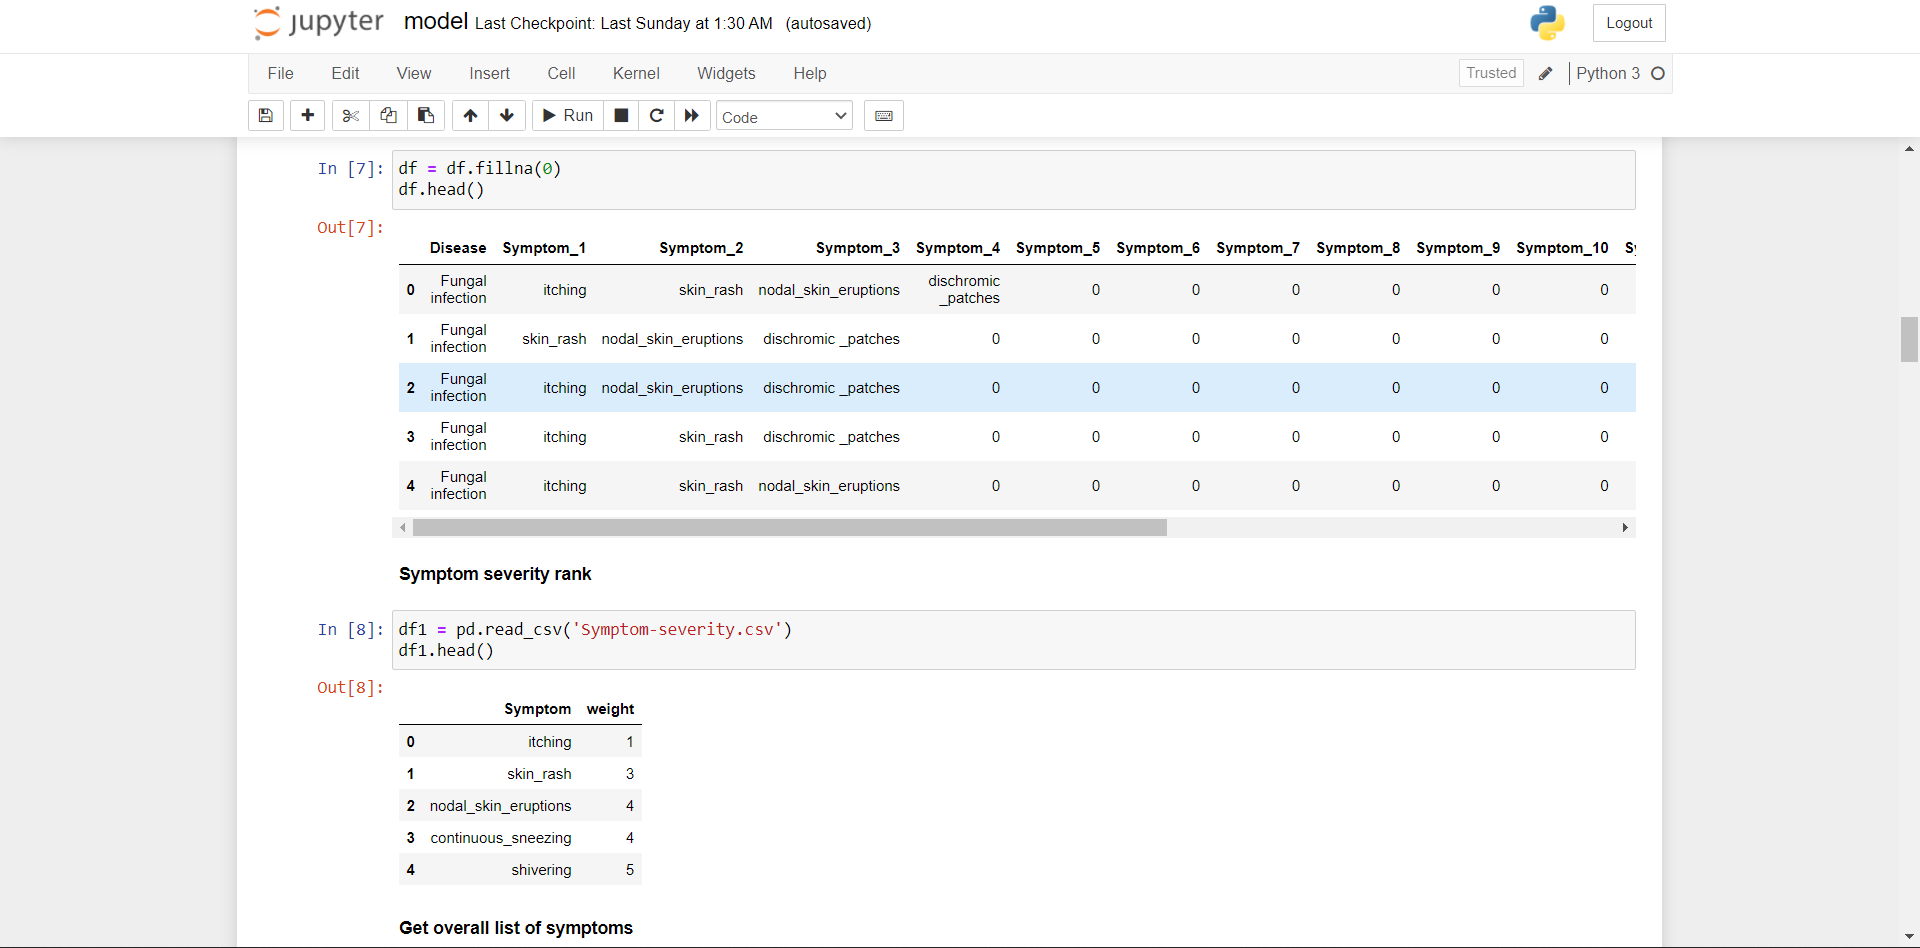 jupyter model Last Checkpoint: Last Sunday at 1:30 AM (autosaved) Logout
File Edit View Insert Cell Kernel Widgets Help Trusted Python 3
Run Code
In [7]: df = df.fillna(0)
df.head()
Out[7]:
Disease Symptom_1 Symptom_2 Symptom_3 Symptom_4 Symptom_5 Symptom_6 Symptom_7 Symptom_8 Symptom_9 Symptom_10 Sy
0 Fungal infection itching skin_rash nodal_skin_eruptions dischromic _patches 0 0 0 0 0 0
1 Fungal infection skin_rash nodal_skin_eruptions dischromic _patches 0 0 0 0 0 0 0
2 Fungal infection itching nodal_skin_eruptions dischromic _patches 0 0 0 0 0 0 0
3 Fungal infection itching skin_rash dischromic _patches 0 0 0 0 0 0 0
4 Fungal infection itching skin_rash nodal_skin_eruptions 0 0 0 0 0 0 0
Symptom severity rank
In [8]: df1 = pd.read_csv('Symptom-severity.csv')
df1.head()
Out[8]:
Symptom weight
0 itching 1
1 skin_rash 3
2 nodal_skin_eruptions 4
3 continuous_sneezing 4
4 shivering 5
Get overall list of symptoms